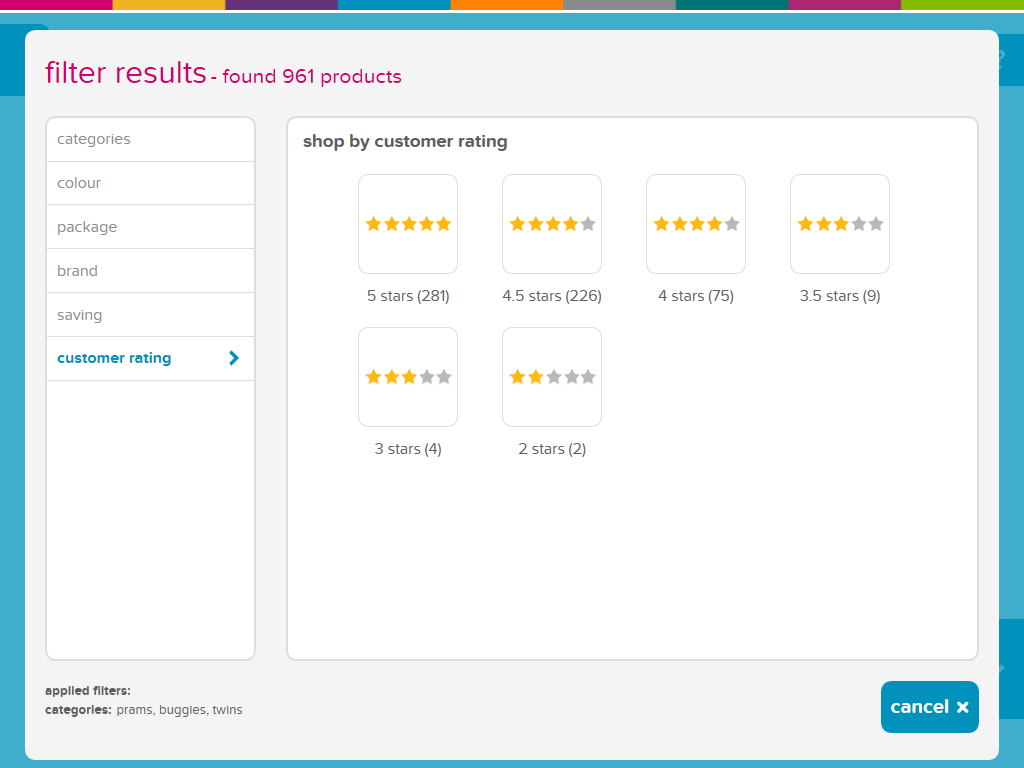 filter results - found 961 products
categories
colour
package
brand
saving
customer rating
shop by customer rating
5 stars (281)
4.5 stars (226)
4 stars (75)
3.5 stars (9)
3 stars (4)
2 stars (2)
applied filters:
categories: prams, buggies, twins
cancel ×
?